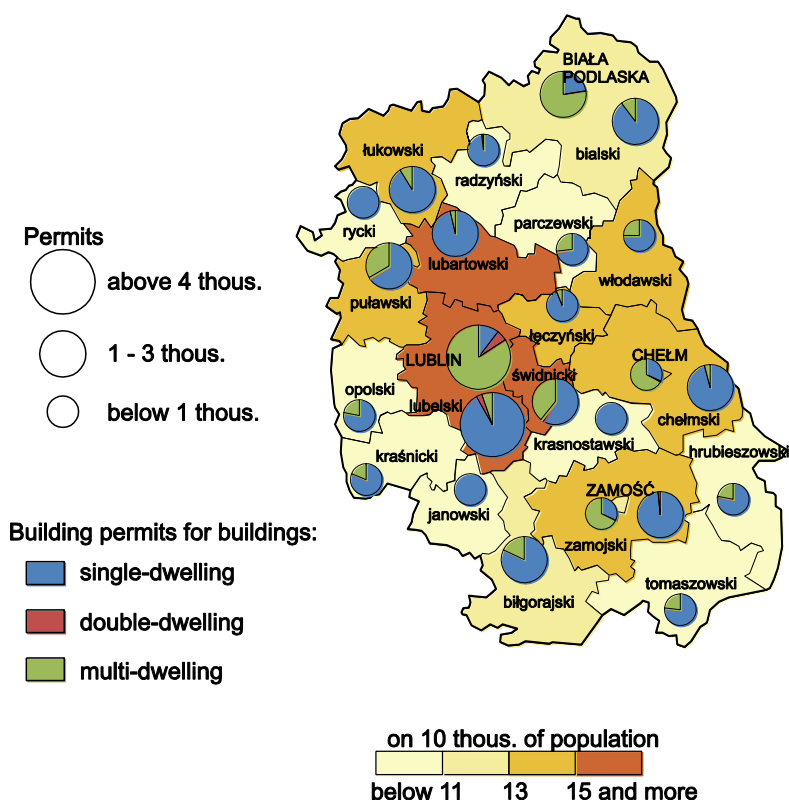 BIAŁA
PODLASKA
bialski
łukowski
radzyński
rycki
parczewski
lubartowski
włodawski
puławski
łęczyński
LUBLIN
CHEŁM
świdnicki
opolski
lubelski
chełmski
krasnostawski
kraśnicki
hrubieszowski
janowski
ZAMOŚĆ
zamojski
tomaszowski
biłgorajski
Permits
above 4 thous.
1 - 3 thous.
below 1 thous.
Building permits for buildings:
single-dwelling
double-dwelling
multi-dwelling
on 10 thous. of population
below 11 13 15 and more